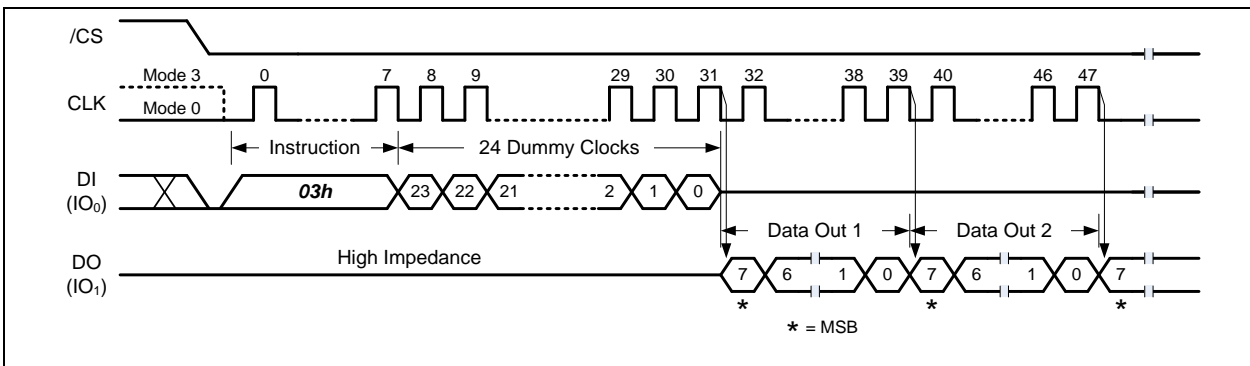 /CS
Mode 3 0 7 8 9 29 30 31 32 38 39 40 46 47
CLK
Mode 0
Instruction 24 Dummy Clocks
DI
(IO₀)
03h 23 22 21 2 1 0
Data Out 1 Data Out 2
DO
(IO₁)
High Impedance
7 6 1 0 7 6 1 0 7
* * *
* = MSB